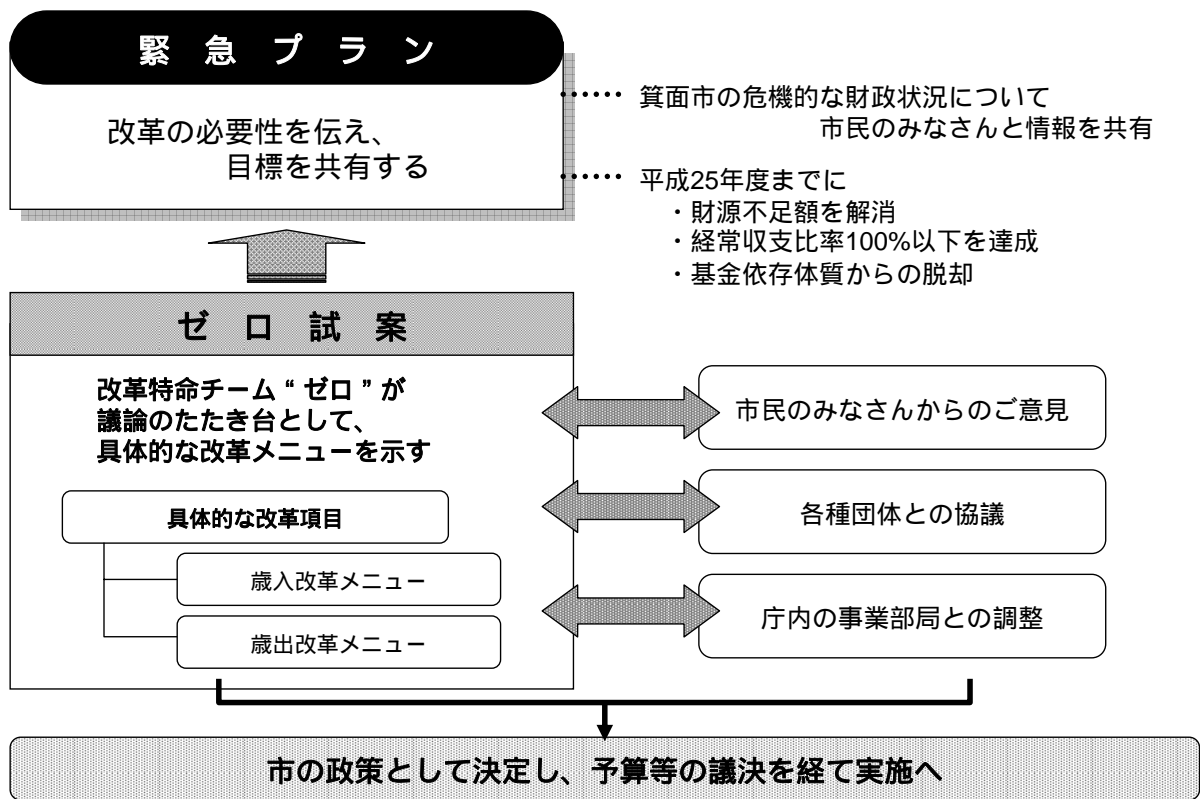 緊急プラン
改革の必要性を伝え、
目標を共有する
箕面市の危機的な財政状況について
市民のみなさんと情報を共有
平成25年度までに
・財源不足額を解消
・経常収支比率100%以下を達成
・基金依存体質からの脱却
ゼロ試案
改革特命チーム“ゼロ”が
議論のたたき台として、
具体的な改革メニューを示す
具体的な改革項目
歳入改革メニュー
歳出改革メニュー
市民のみなさんからのご意見
各種団体との協議
庁内の事業部局との調整
市の政策として決定し、予算等の議決を経て実施へ